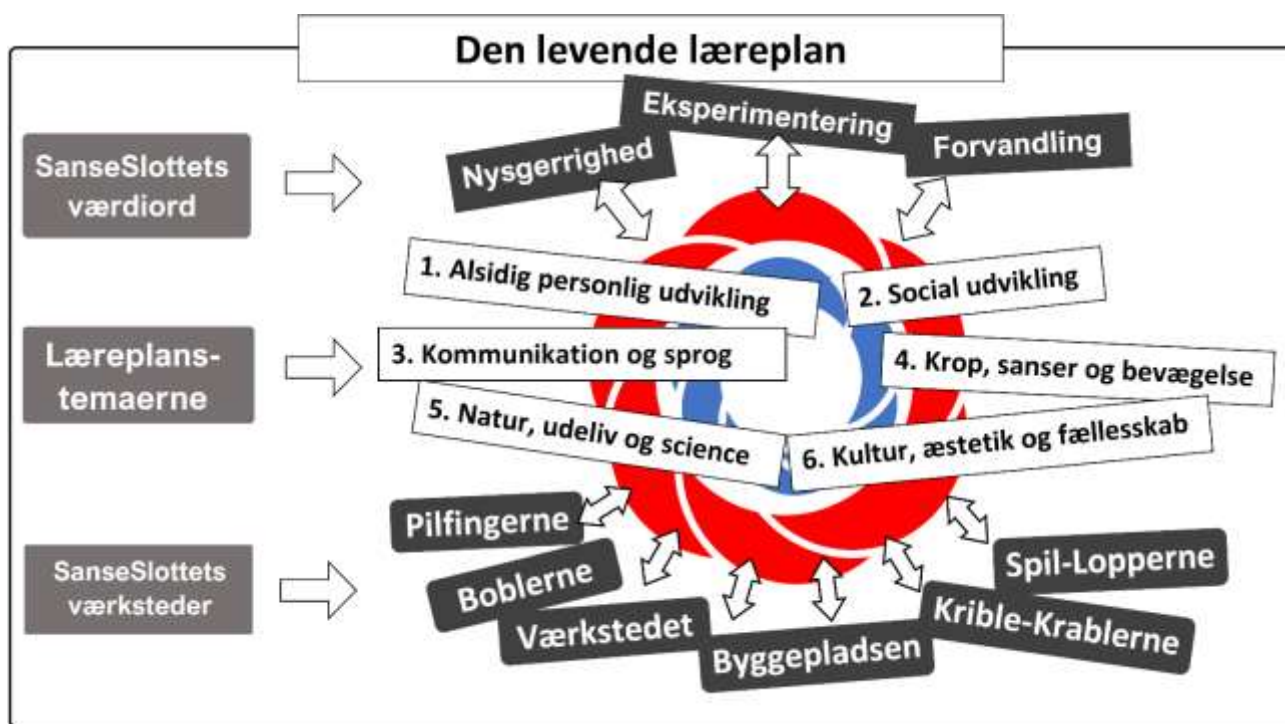 Den levende læreplan
SanseSlottets
værdiord
Nysgerrighed
Eksperimentering
Forvandling
Læreplans-
temaerne
1. Alsidig personlig udvikling
2. Social udvikling
3. Kommunikation og sprog
4. Krop, sanser og bevægelse
5. Natur, udeliv og science
6. Kultur, æstetik og fællesskab
SanseSlottets
værksteder
Pilfingerne
Boblerne
Værkstedet
Byggepladsen
Krible-Krablerne
Spil-Lopperne